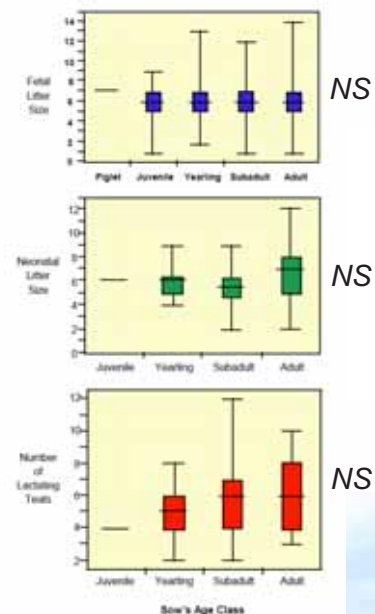 14
12
10
8
6
4
2
0
Fetal
Litter
Size
NS
Piglet Juvenile Yearling Subadult Adult
12
10
8
6
4
2
0
Neonatal
Litter
Size
NS
Juvenile Yearling Subadult Adult
12
10
8
6
4
2
Number
of
Lactating
Teats
NS
Juvenile Yearling Subadult Adult
Sow's Age Class